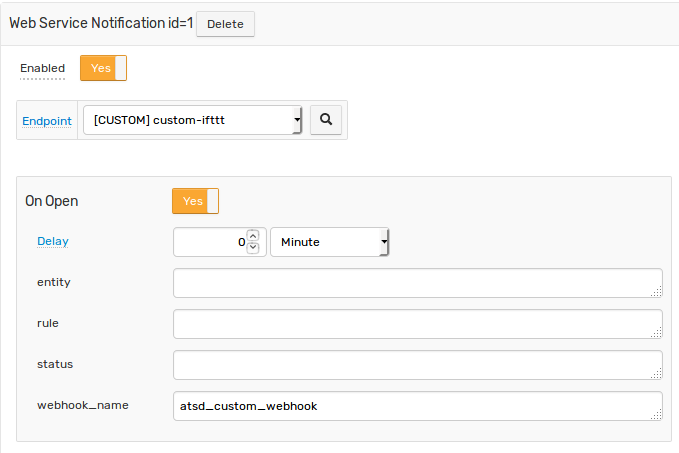 Web Service Notification id=1 Delete
Enabled Yes
Endpoint [CUSTOM] custom-ifttt
On Open Yes
Delay 0 Minute
entity
rule
status
webhook_name atsd_custom_webhook